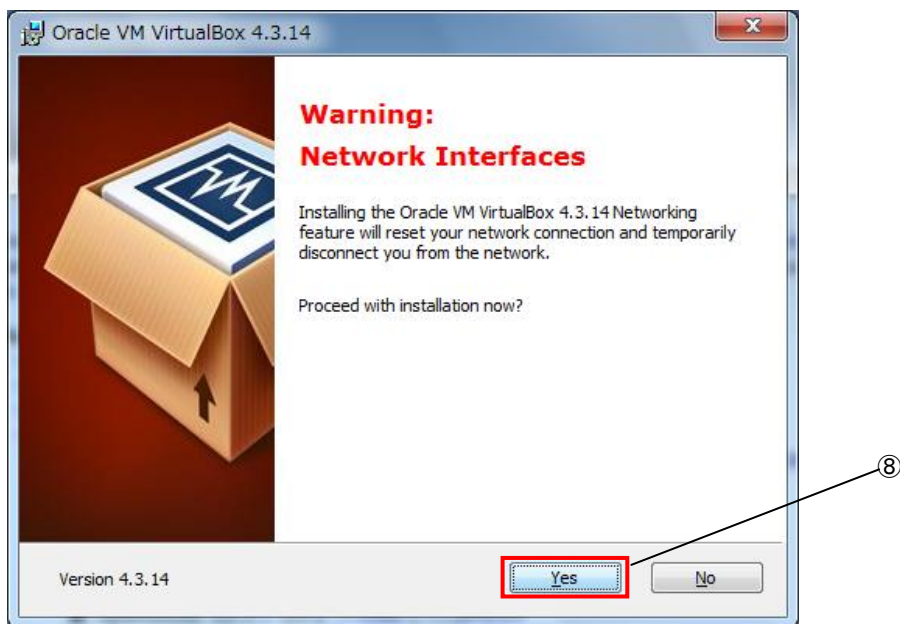 Oracle VM VirtualBox 4.3.14
Warning:
Network Interfaces
Installing the Oracle VM VirtualBox 4.3.14 Networking
feature will reset your network connection and temporarily
disconnect you from the network.
Proceed with installation now?
⑧
Version 4.3.14
Yes
No